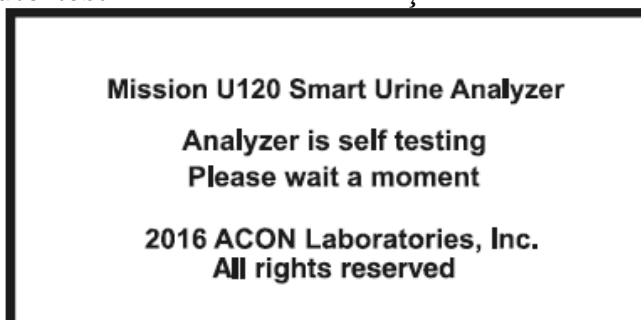 Mission U120 Smart Urine Analyzer
Analyzer is self testing
Please wait a moment
2016 ACON Laboratories, Inc.
All rights reserved